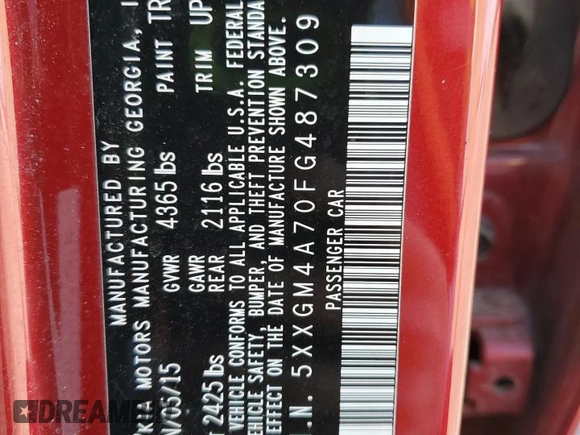 MANUFACTURED BY
MOTORS MANUFACTURING GEORGIA,
05/15 GVWR 4365 lbs PAINT TR
2425 lbs GAWR REAR 2116 lbs TRIM UP
VEHICLE CONFORMS TO ALL APPLICABLE U.S.A. FEDERAL
VEHICLE SAFETY, BUMPER, AND THEFT PREVENTION STANDA
EFFECT ON THE DATE OF MANUFACTURE SHOWN ABOVE.
I.N. 5XXGM4A70FG487309
PASSENGER CAR
DREAM